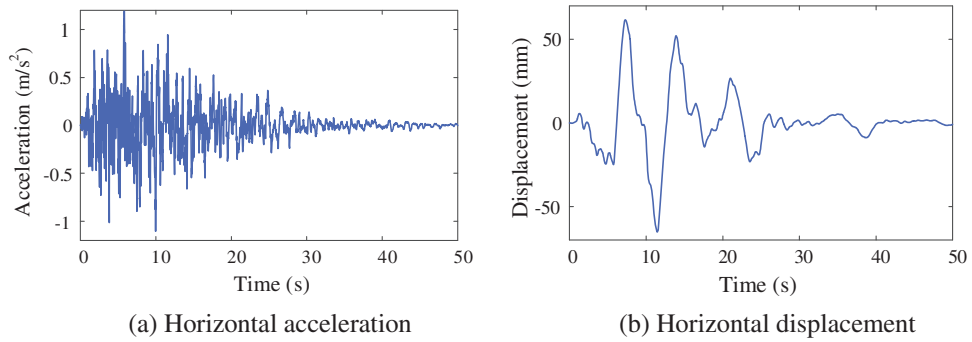 1
0.5
0
-0.5
-1
Acceleration (m/s²)
0 10 20 30 40 50
Time (s)
(a) Horizontal acceleration
50
0
-50
Displacement (mm)
0 10 20 30 40 50
Time (s)
(b) Horizontal displacement